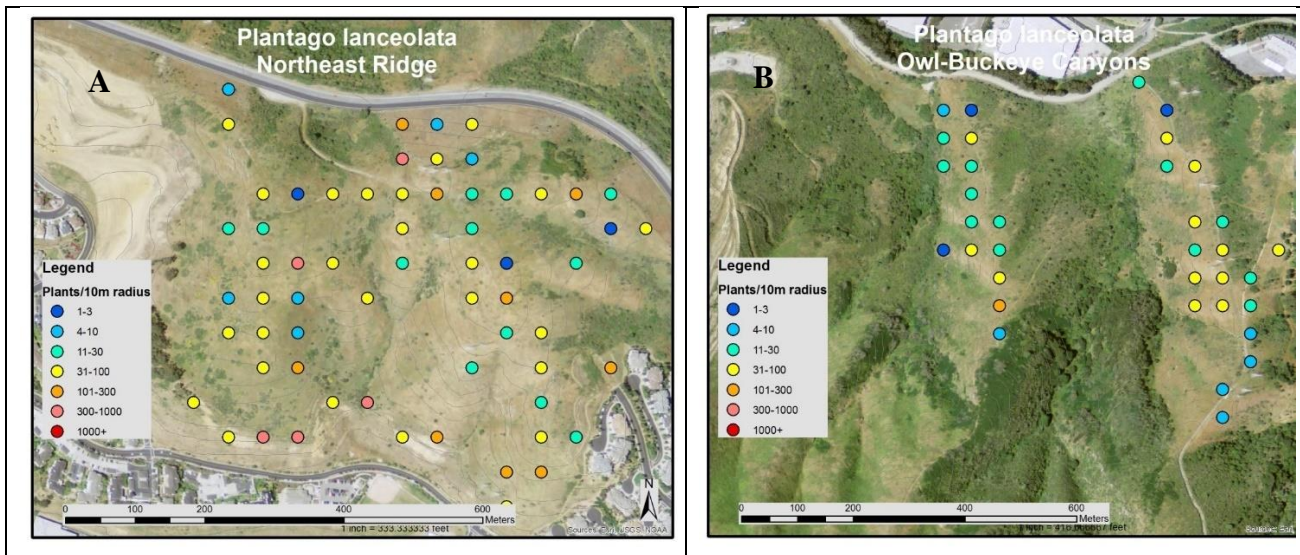 Plantago lanceolata
Northeast Ridge
A
Legend
Plants/10m radius
1-3
4-10
11-30
31-100
101-300
300-1000
1000+
N
0 100 200 400 600
Meters
1 inch = 333.333333 feet
Plantago lanceolata
Owl-Buckeye Canyons
B
Legend
Plants/10m radius
1-3
4-10
11-30
31-100
101-300
300-1000
1000+
0 100 200 400 600
Meters